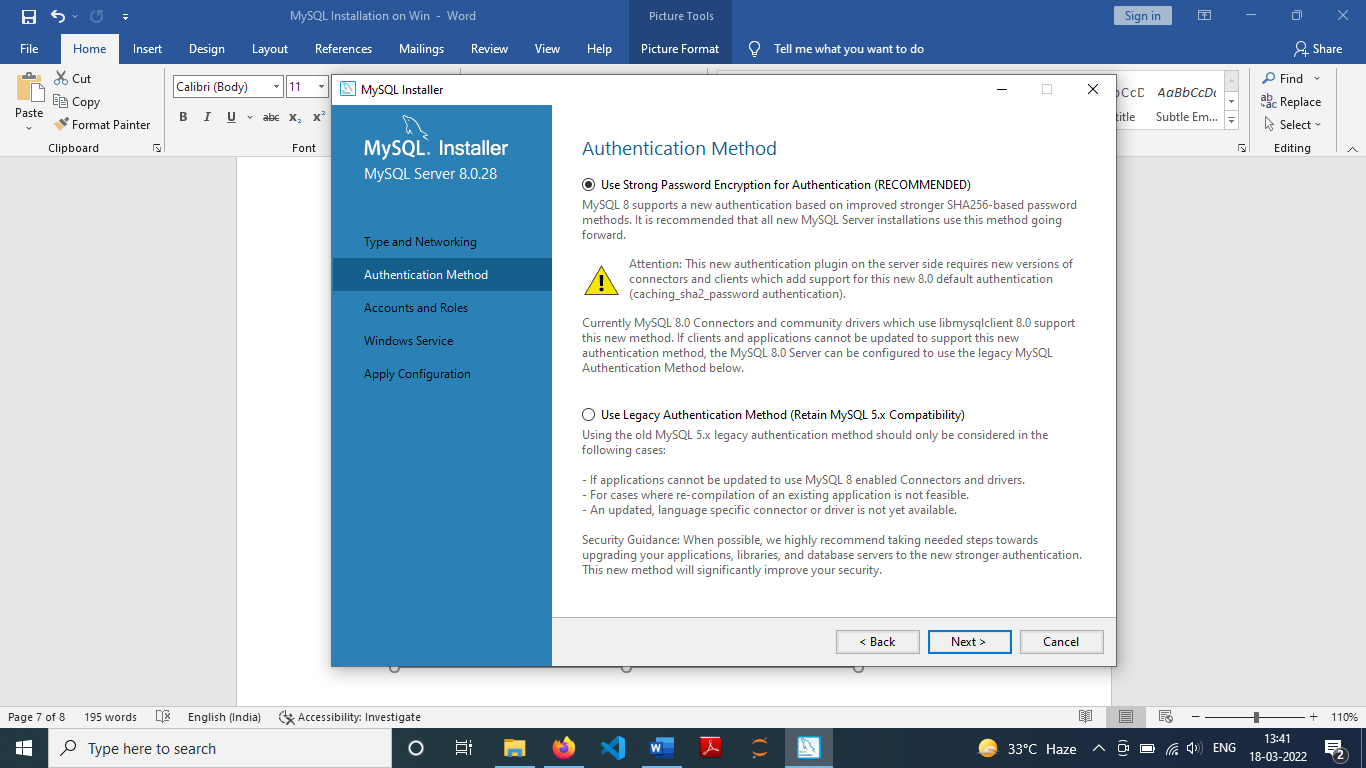 MySQL Installation on Win - Word
Picture Tools
Sign in
File Home Insert Design Layout References Mailings Review View Help Picture Format Tell me what you want to do Share
Paste
Cut
Copy
Format Painter
Clipboard
Calibri (Body) 11
B I U abc x₂ x²
Font
AaBbCcDc
Subtle Em...
Find
Replace
Select
Editing
MySQL Installer
MySQL. Installer
MySQL Server 8.0.28
Type and Networking
Authentication Method
Accounts and Roles
Windows Service
Apply Configuration
Authentication Method
Use Strong Password Encryption for Authentication (RECOMMENDED)
MySQL 8 supports a new authentication based on improved stronger SHA256-based password
methods. It is recommended that all new MySQL Server installations use this method going
forward.
Attention: This new authentication plugin on the server side requires new versions of
connectors and clients which add support for this new 8.0 default authentication
(caching_sha2_password authentication).
Currently MySQL 8.0 Connectors and community drivers which use libmysqlclient 8.0 support
this new method. If clients and applications cannot be updated to support this new
authentication method, the MySQL 8.0 Server can be configured to use the legacy MySQL
Authentication Method below.
Use Legacy Authentication Method (Retain MySQL 5.x Compatibility)
Using the old MySQL 5.x legacy authentication method should only be considered in the
following cases:
- If applications cannot be updated to use MySQL 8 enabled Connectors and drivers.
- For cases where re-compilation of an existing application is not feasible.
- An updated, language specific connector or driver is not yet available.
Security Guidance: When possible, we highly recommend taking needed steps towards
upgrading your applications, libraries, and database servers to the new stronger authentication.
This new method will significantly improve your security.
< Back Next > Cancel
Page 7 of 8 195 words English (India) Accessibility: Investigate 110%
Type here to search
33°C Haze
ENG
13:41
18-03-2022
2